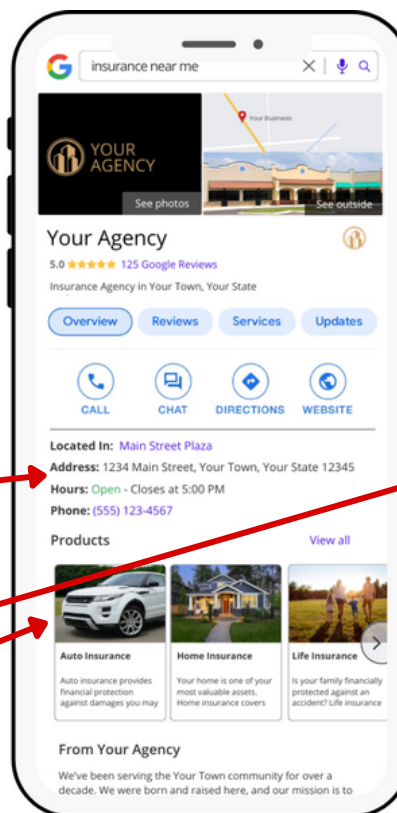 insurance near me
Your Business
YOUR
AGENCY
See photos
See outside
Your Agency
5.0 ★★★★★ 125 Google Reviews
Insurance Agency in Your Town, Your State
Overview Reviews Services Updates
CALL CHAT DIRECTIONS WEBSITE
Located In: Main Street Plaza
Address: 1234 Main Street, Your Town, Your State 12345
Hours: Open - Closes at 5:00 PM
Phone: (555) 123-4567
Products View all
Auto Insurance
Auto insurance provides
financial protection
against damages you may
Home Insurance
Your home is one of your
most valuable assets.
Home insurance covers
Life Insurance
Is your family financially
protected against an
accident? Life insurance
From Your Agency
We've been serving the Your Town community for over a
decade. We were born and raised here, and our mission is to